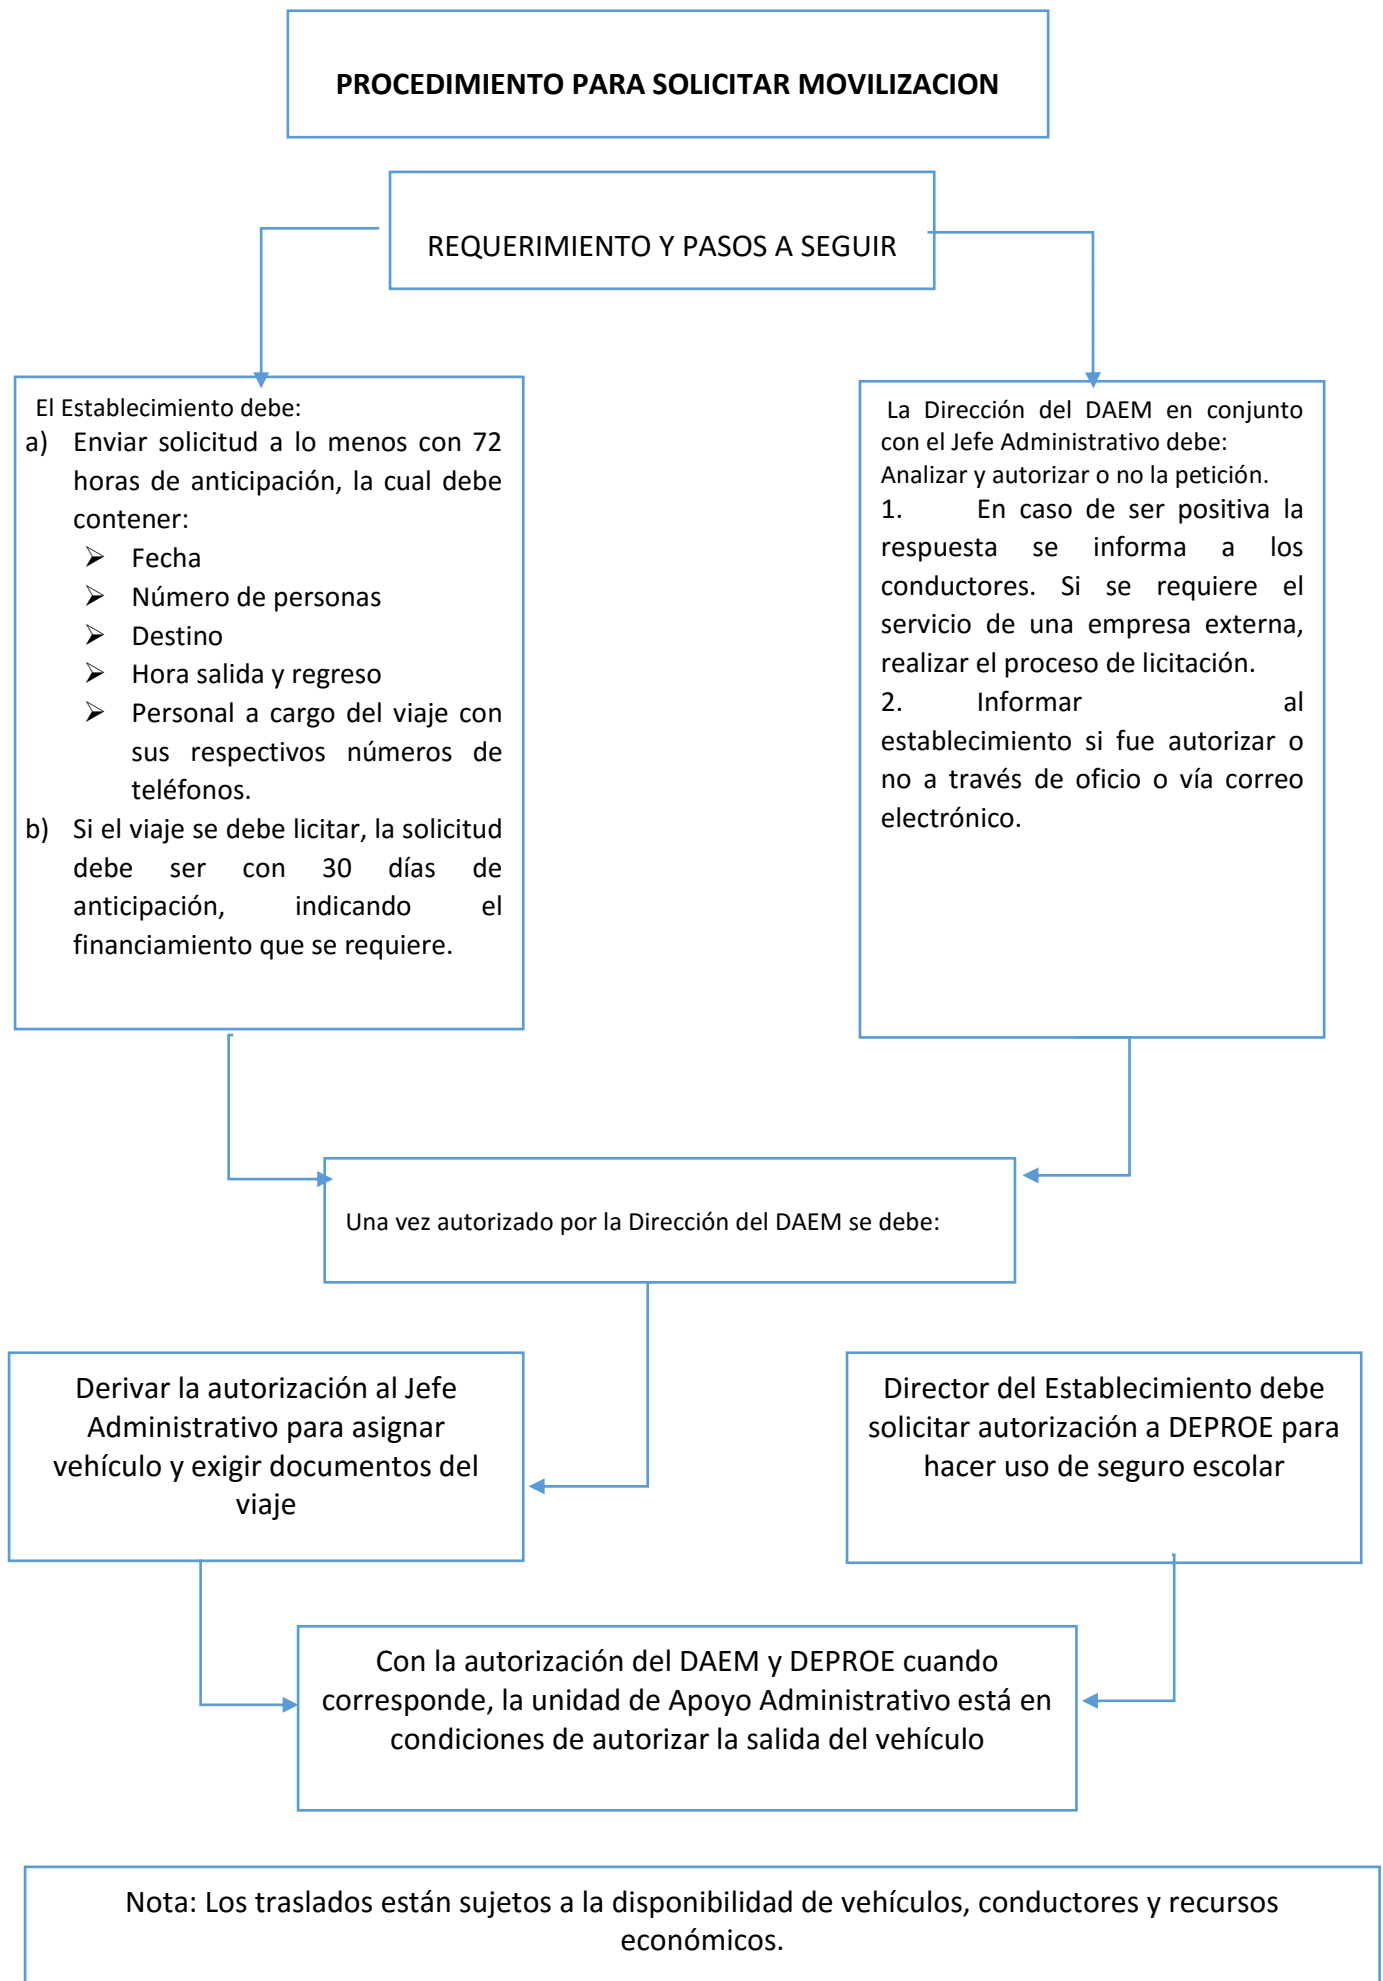 PROCEDIMIENTO PARA SOLICITAR MOVILIZACION
REQUERIMIENTO Y PASOS A SEGUIR
El Establecimiento debe:
a) Enviar solicitud a lo menos con 72
horas de anticipación, la cual debe
contener:
➢ Fecha
➢ Número de personas
➢ Destino
➢ Hora salida y regreso
➢ Personal a cargo del viaje con
sus respectivos números de
teléfonos.
b) Si el viaje se debe licitar, la solicitud
debe ser con 30 días de
anticipación, indicando el
financiamiento que se requiere.
La Dirección del DAEM en conjunto
con el Jefe Administrativo debe:
Analizar y autorizar o no la petición.
1. En caso de ser positiva la
respuesta se informa a los
conductores. Si se requiere el
servicio de una empresa externa,
realizar el proceso de licitación.
2. Informar al
establecimiento si fue autorizar o
no a través de oficio o vía correo
electrónico.
Una vez autorizado por la Dirección del DAEM se debe:
Derivar la autorización al Jefe
Administrativo para asignar
vehículo y exigir documentos del
viaje
Director del Establecimiento debe
solicitar autorización a DEPROE para
hacer uso de seguro escolar
Con la autorización del DAEM y DEPROE cuando
corresponde, la unidad de Apoyo Administrativo está en
condiciones de autorizar la salida del vehículo
Nota: Los traslados están sujetos a la disponibilidad de vehículos, conductores y recursos
económicos.